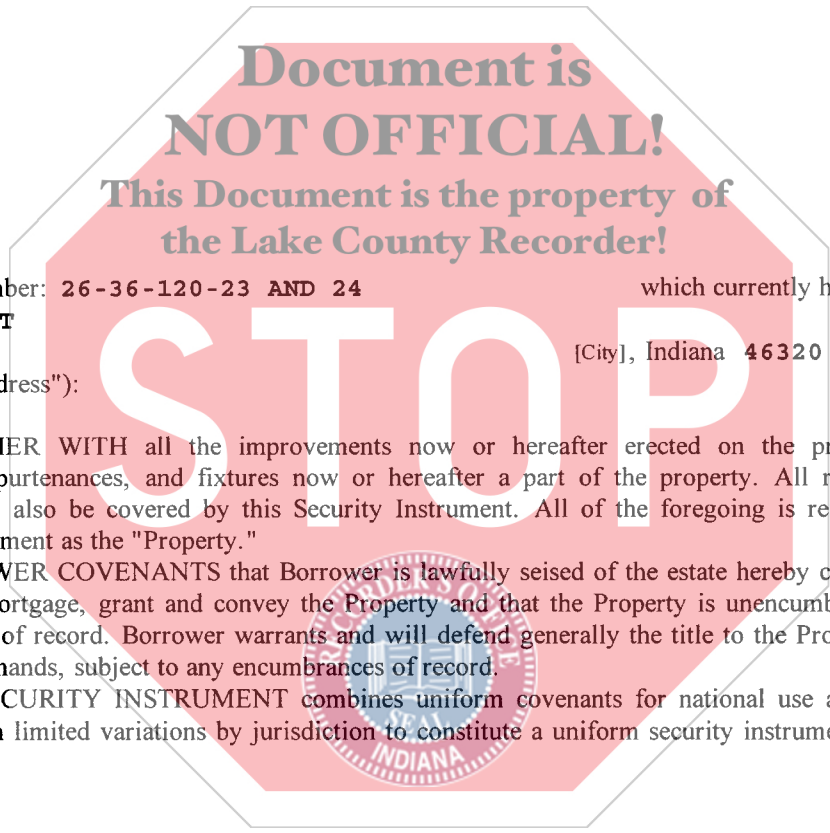 Document is
NOT OFFICIAL!
This Document is the property of
the Lake County Recorder!
ber: 26-36-120-23 AND 24 which currently h
T
[City], Indiana 46320
dress"):
STOP
ER WITH all the improvements now or hereafter erected on the pr
purtenances, and fixtures now or hereafter a part of the property. All r
also be covered by this Security Instrument. All of the foregoing is re
ment as the "Property."
WER COVENANTS that Borrower is lawfully seised of the estate hereby c
ortgage, grant and convey the Property and that the Property is unencumb
of record. Borrower warrants and will defend generally the title to the Pro
ands, subject to any encumbrances of record.
CURITY INSTRUMENT combines uniform covenants for national use a
limited variations by jurisdiction to constitute a uniform security instrume
RECORDER'S OFFICE
SEAL
INDIANA